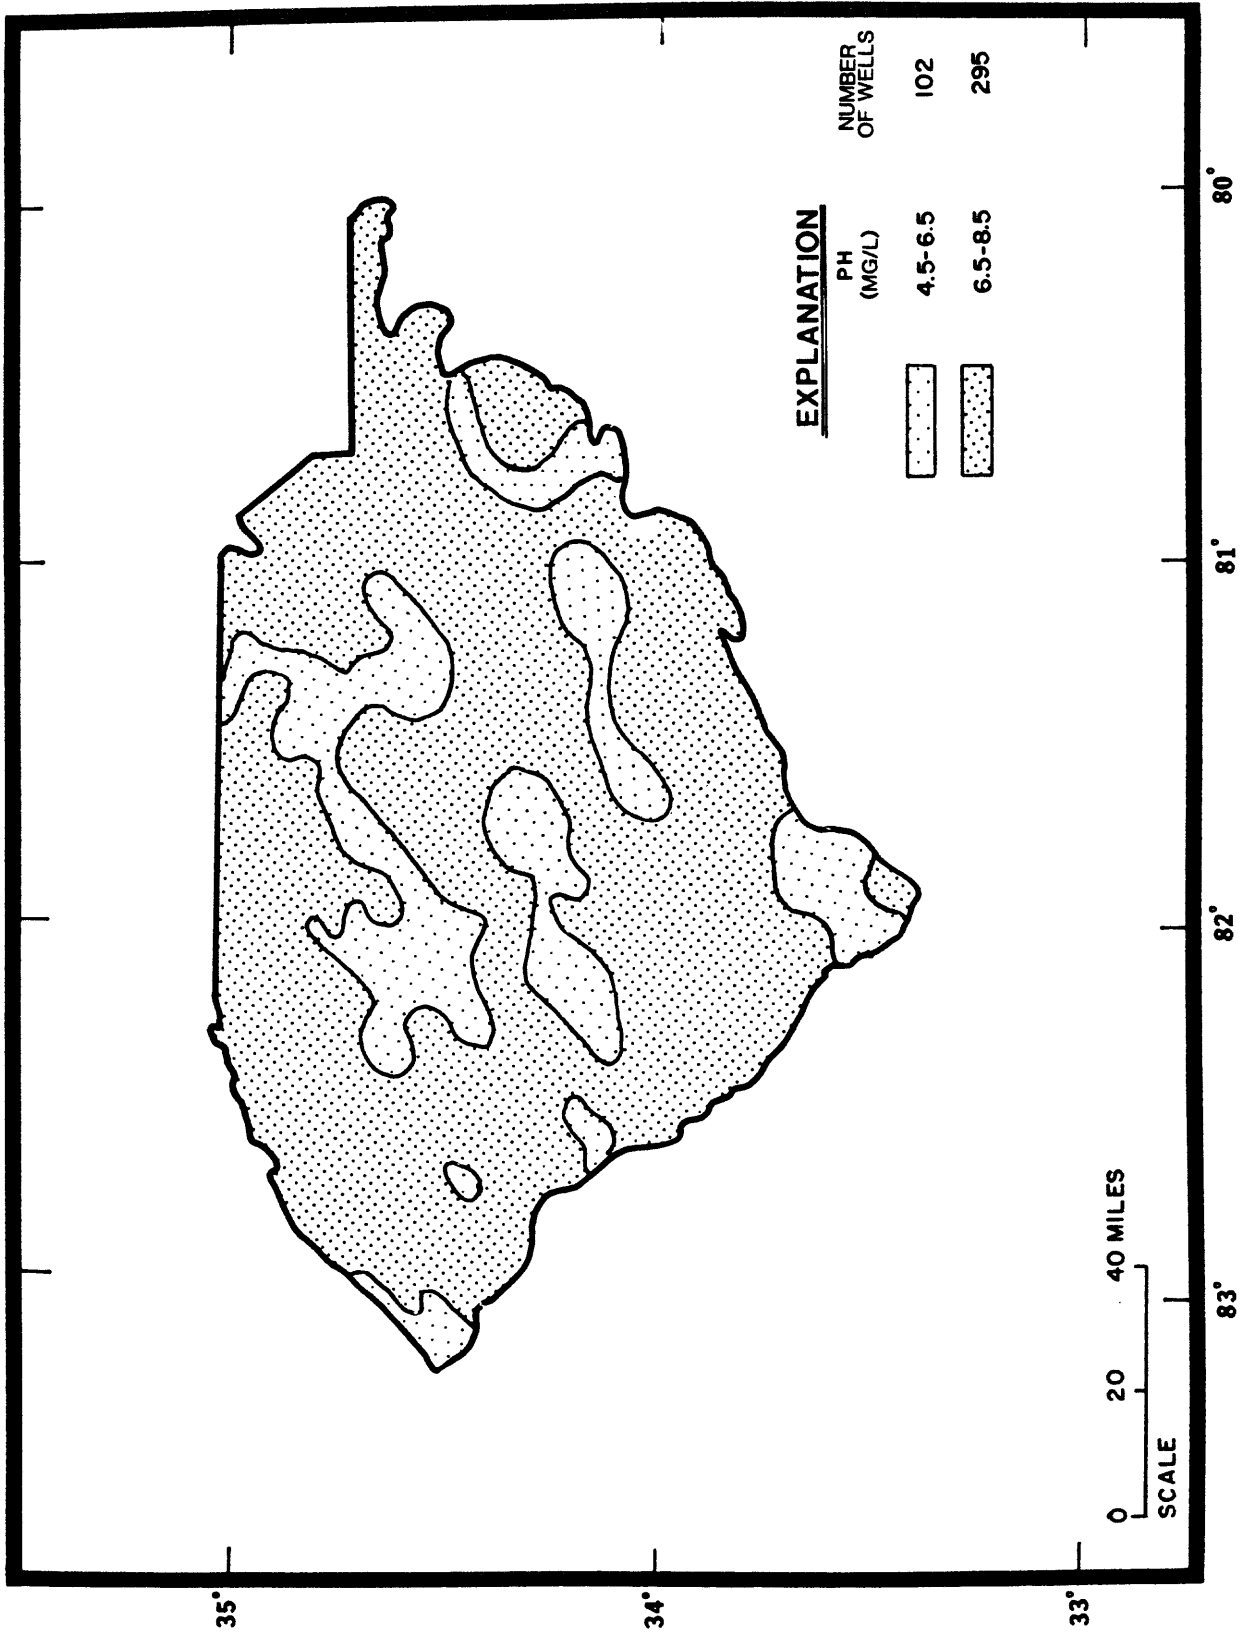 EXPLANATION
PH
(MG/L)
NUMBER
OF WELLS
4.5-6.5
102
6.5-8.5
295
35°
34°
33°
83°
82°
81°
80°
0
20
40 MILES
SCALE